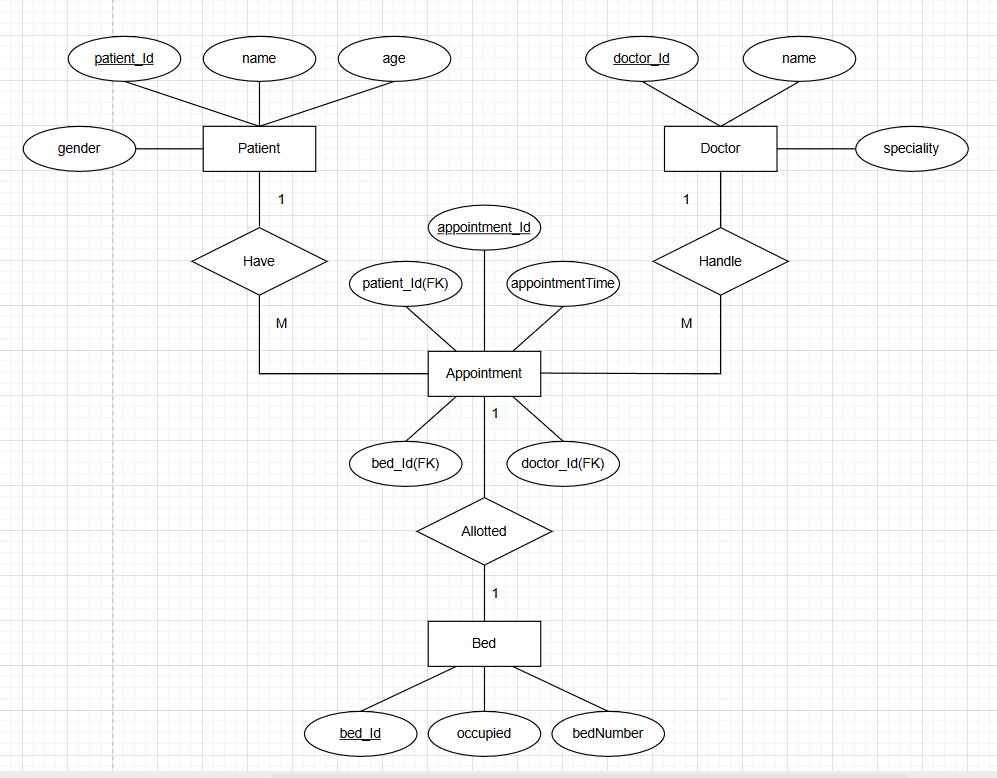 patient_Id
name
age
doctor_Id
name
gender
Patient
Doctor
speciality
1
1
appointment_Id
Have
Handle
patient_Id(FK)
appointmentTime
M
M
Appointment
1
bed_Id(FK)
doctor_Id(FK)
Allotted
1
Bed
bed_Id
occupied
bedNumber